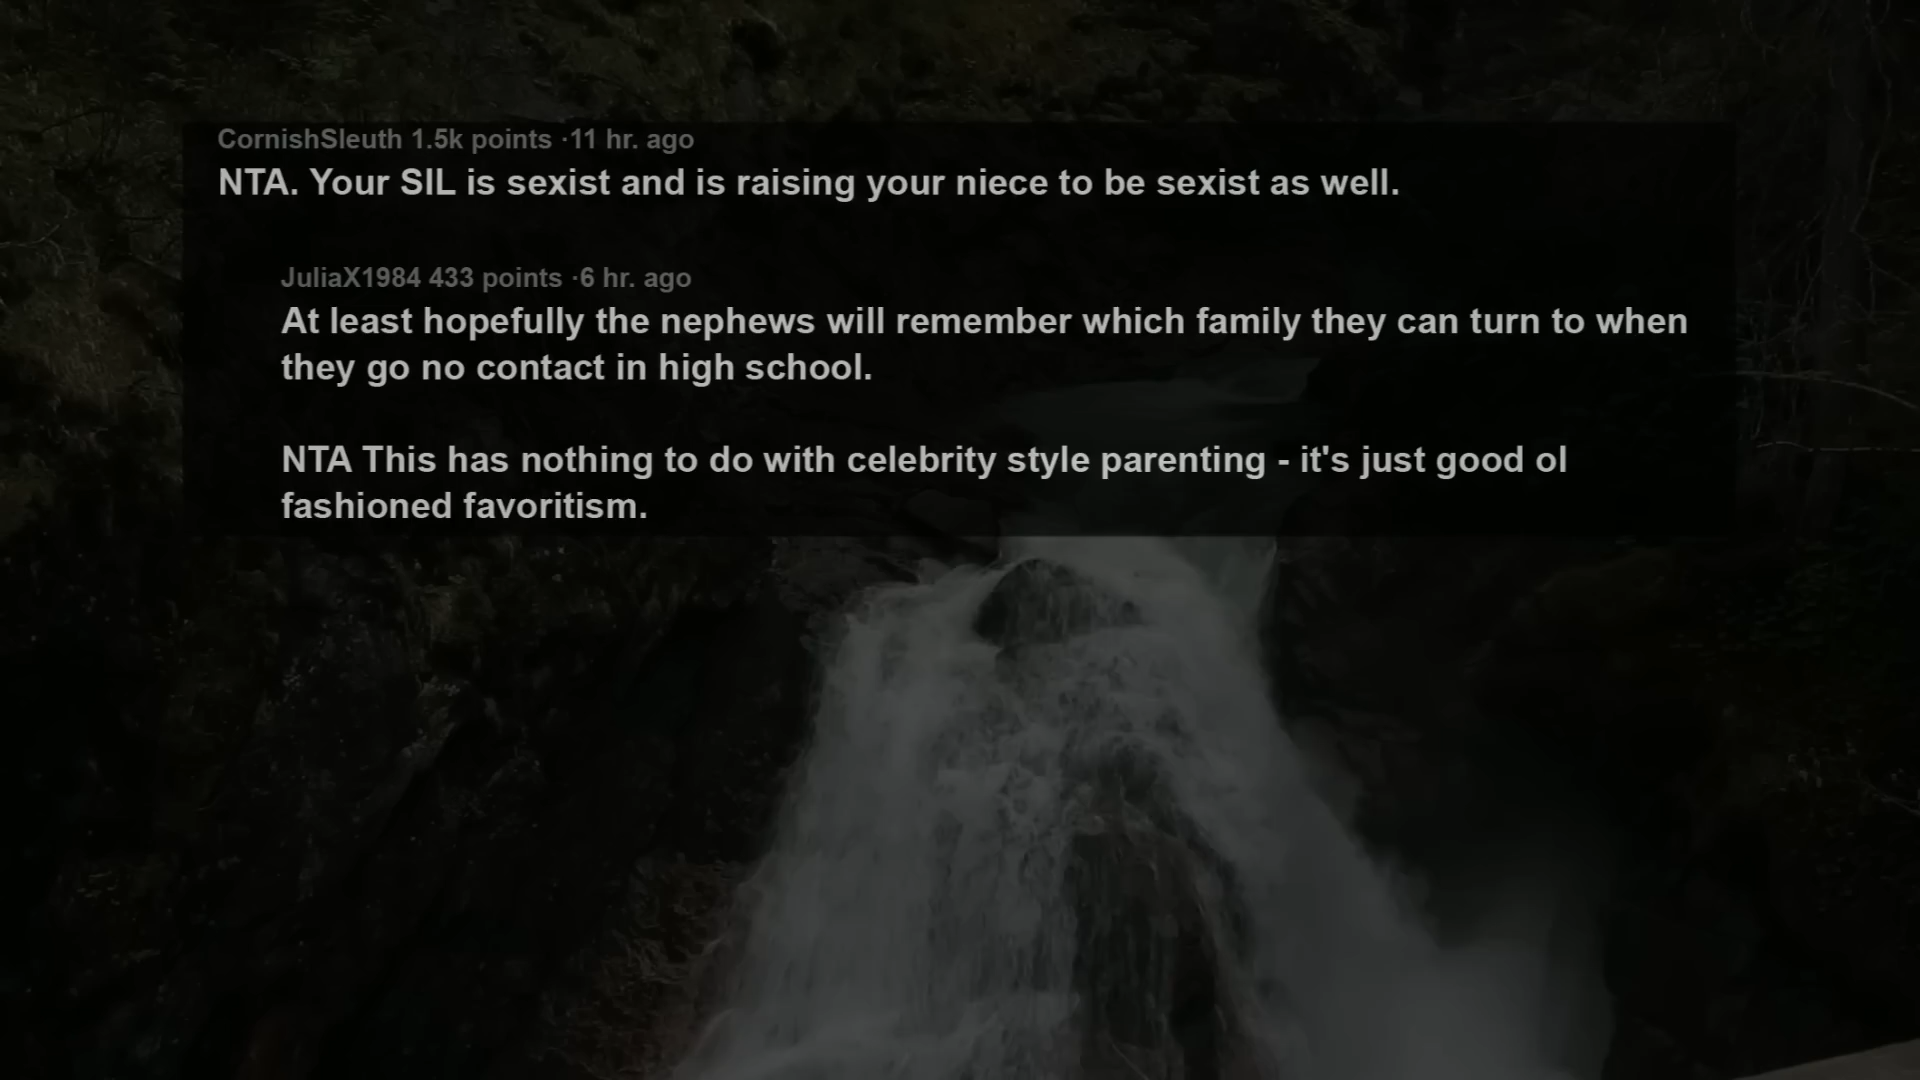 CornishSleuth 1.5k points ·11 hr. ago
NTA. Your SIL is sexist and is raising your niece to be sexist as well.
JuliaX1984 433 points ·6 hr. ago
At least hopefully the nephews will remember which family they can turn to when
they go no contact in high school.
NTA This has nothing to do with celebrity style parenting - it's just good ol
fashioned favoritism.